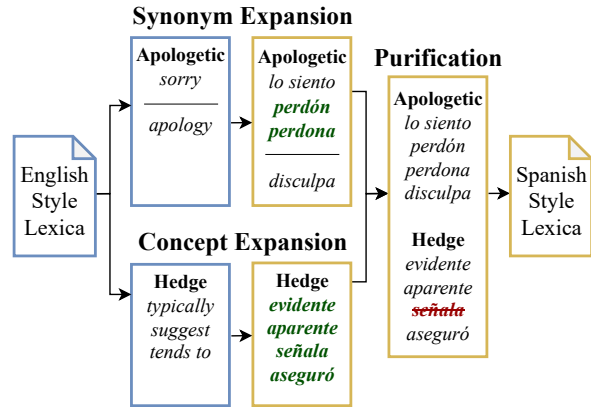 Synonym Expansion
Apologetic
sorry
apology
Apologetic
lo siento
perdón
perdona
disculpa
English
Style
Lexica
Concept Expansion
Hedge
typically
suggest
tends to
Hedge
evidente
aparente
señala
aseguró
Purification
Apologetic
lo siento
perdón
perdona
disculpa
Hedge
evidente
aparente
señala
aseguró
Spanish
Style
Lexica